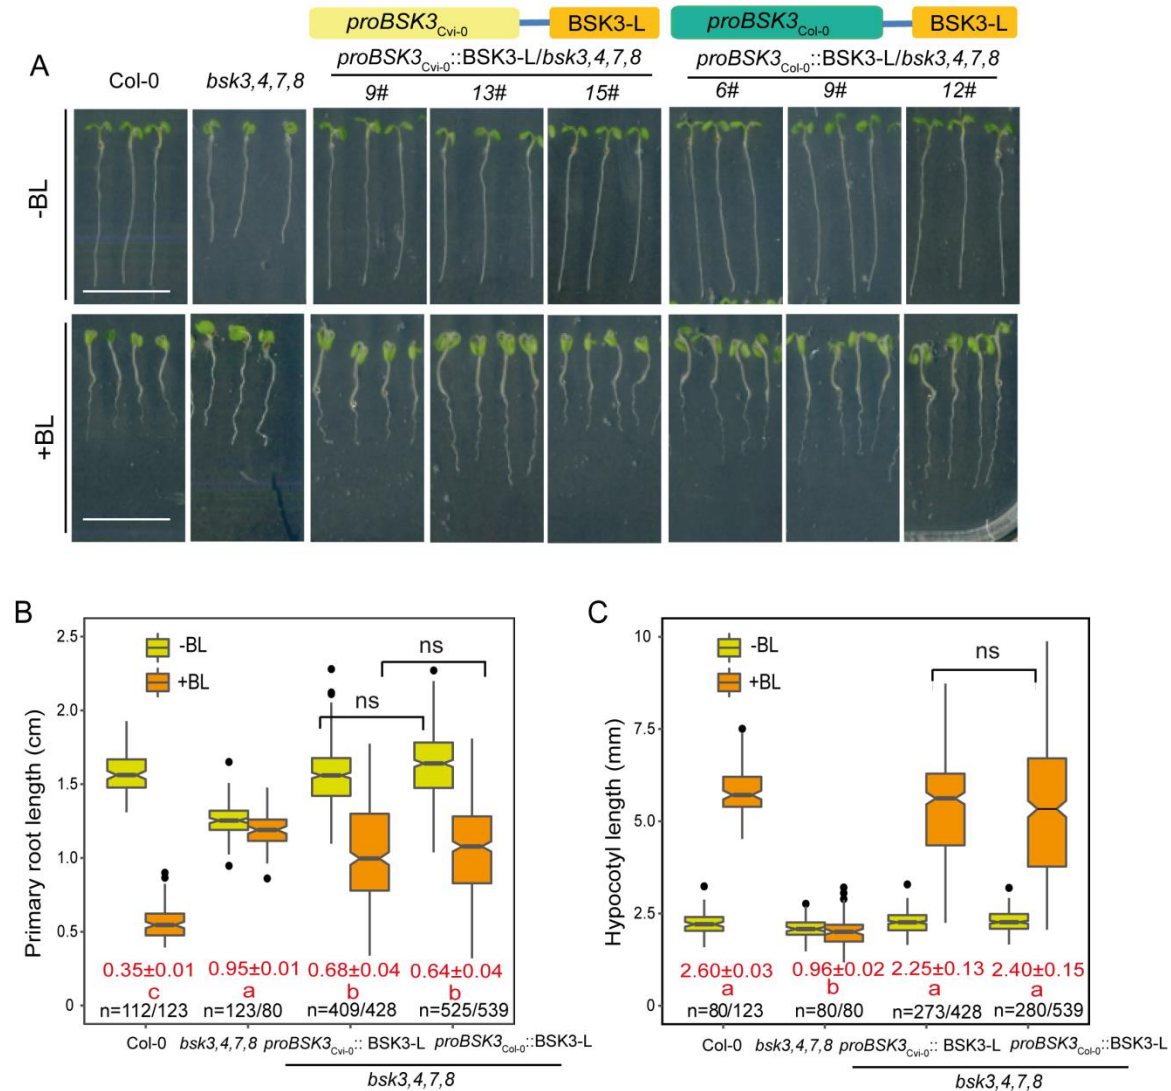 proBSK3Cvi-0 BSK3-L proBSK3Col-0 BSK3-L
A
Col-0 bsk3,4,7,8 proBSK3Cvi-0::BSK3-L/bsk3,4,7,8 proBSK3Col-0::BSK3-L/bsk3,4,7,8
9# 13# 15# 6# 9# 12#
-BL
+BL
B
Primary root length (cm)
2.5
2.0
1.5
1.0
0.5
0
-BL
+BL
ns
ns
0.35±0.01 0.95±0.01 0.68±0.04 0.64±0.04
c a b b
n=112/123 n=123/80 n=409/428 n=525/539
Col-0 bsk3,4,7,8 proBSK3Cvi-0:: BSK3-L proBSK3Col-0::BSK3-L
bsk3,4,7,8
C
Hypocotyl length (mm)
10
7.5
5.0
2.5
0
-BL
+BL
ns
2.60±0.03 0.96±0.02 2.25±0.13 2.40±0.15
a b a a
n=80/123 n=80/80 n=273/428 n=280/539
Col-0 bsk3,4,7,8 proBSK3Cvi-0:: BSK3-L proBSK3Col-0::BSK3-L
bsk3,4,7,8